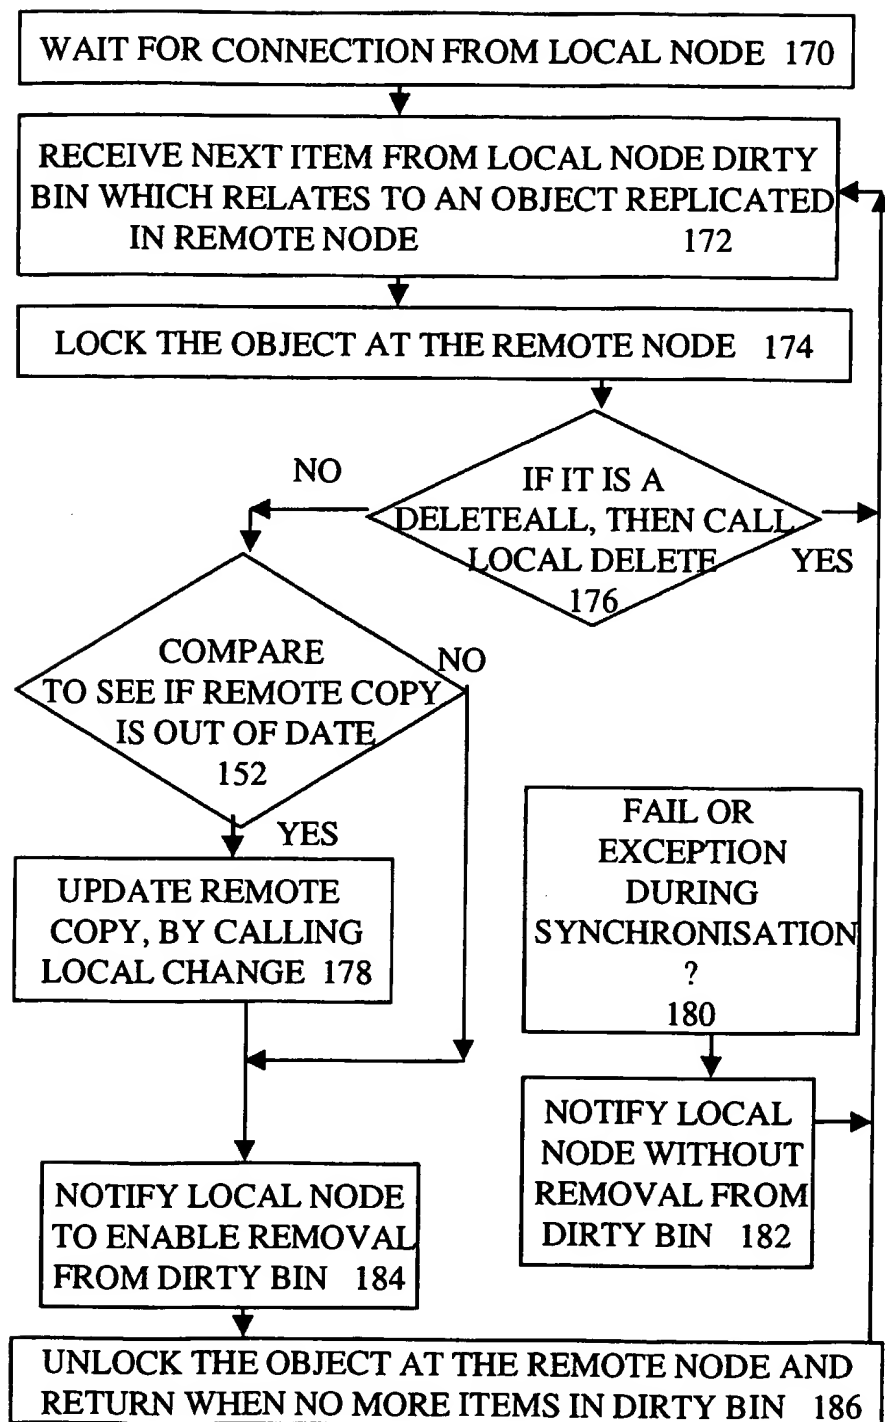 WAIT FOR CONNECTION FROM LOCAL NODE 170
RECEIVE NEXT ITEM FROM LOCAL NODE DIRTY
BIN WHICH RELATES TO AN OBJECT REPLICATED
IN REMOTE NODE 172
LOCK THE OBJECT AT THE REMOTE NODE 174
NO
IF IT IS A
DELETEALL, THEN CALL
LOCAL DELETE
176
YES
COMPARE
TO SEE IF REMOTE COPY
IS OUT OF DATE
152
NO
YES
UPDATE REMOTE
COPY, BY CALLING
LOCAL CHANGE 178
FAIL OR
EXCEPTION
DURING
SYNCHRONISATION
?
180
NOTIFY LOCAL
NODE WITHOUT
REMOVAL FROM
DIRTY BIN 182
NOTIFY LOCAL NODE
TO ENABLE REMOVAL
FROM DIRTY BIN 184
UNLOCK THE OBJECT AT THE REMOTE NODE AND
RETURN WHEN NO MORE ITEMS IN DIRTY BIN 186